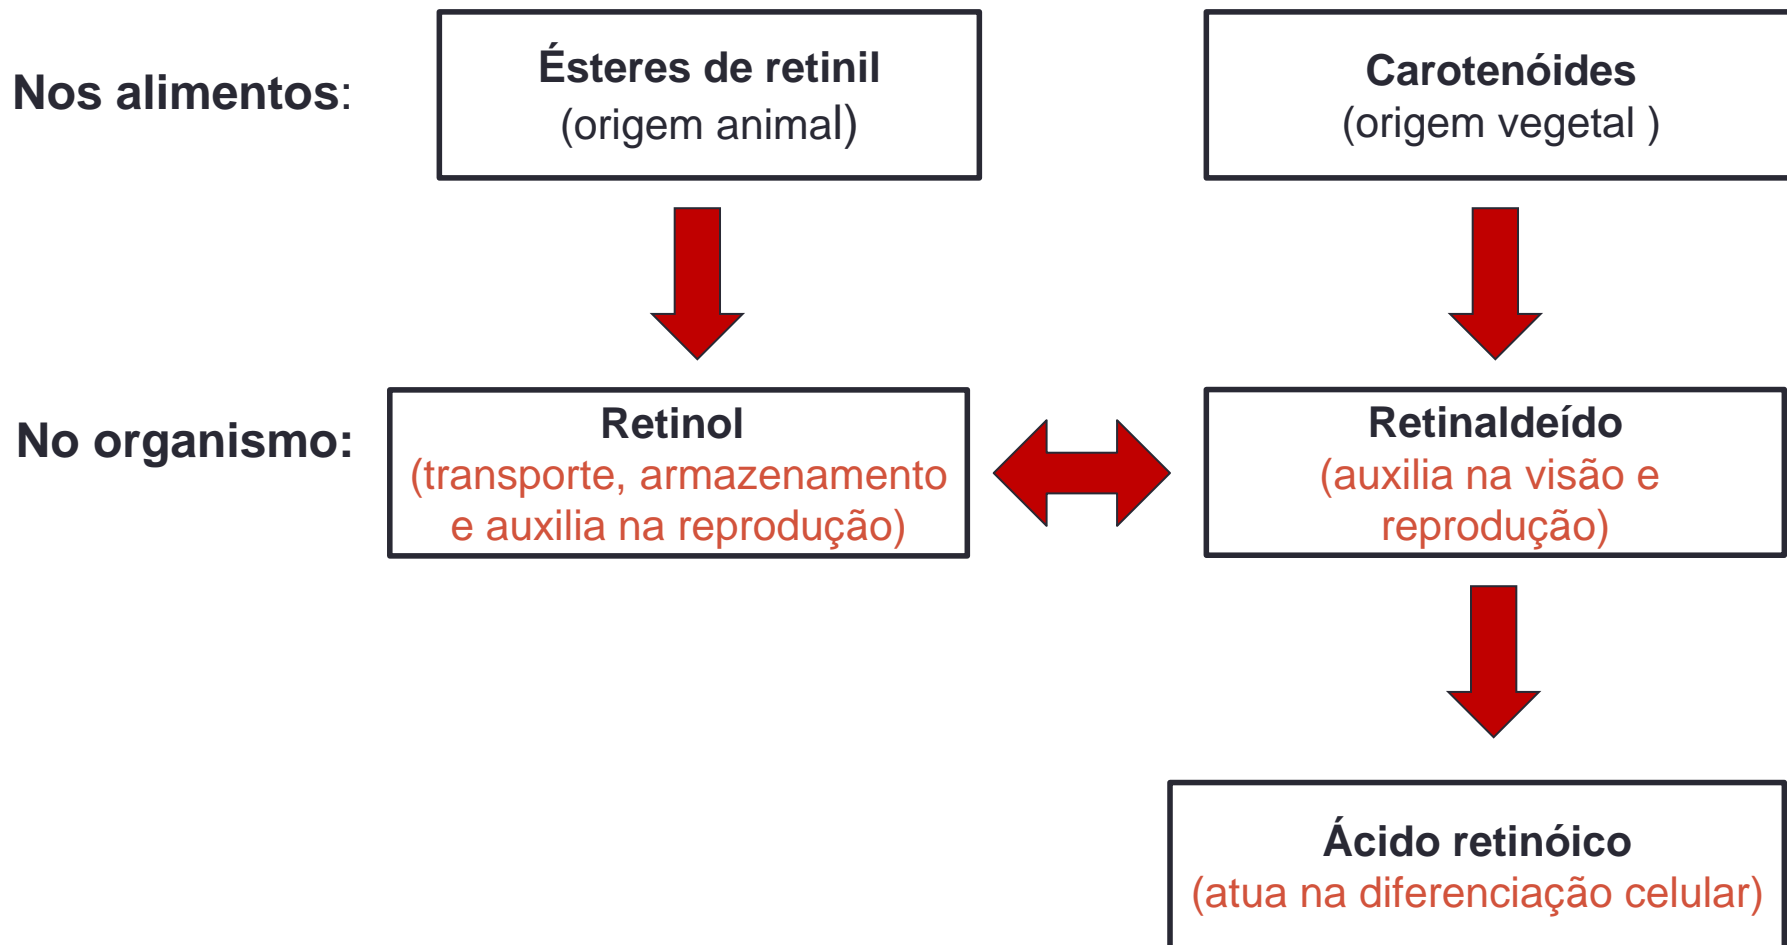 Nos alimentos:
Ésteres de retinil
(origem animal)
Carotenóides
(origem vegetal )
No organismo:
Retinol
(transporte, armazenamento
e auxilia na reprodução)
Retinaldeído
(auxilia na visão e
reprodução)
Ácido retinóico
(atua na diferenciação celular)